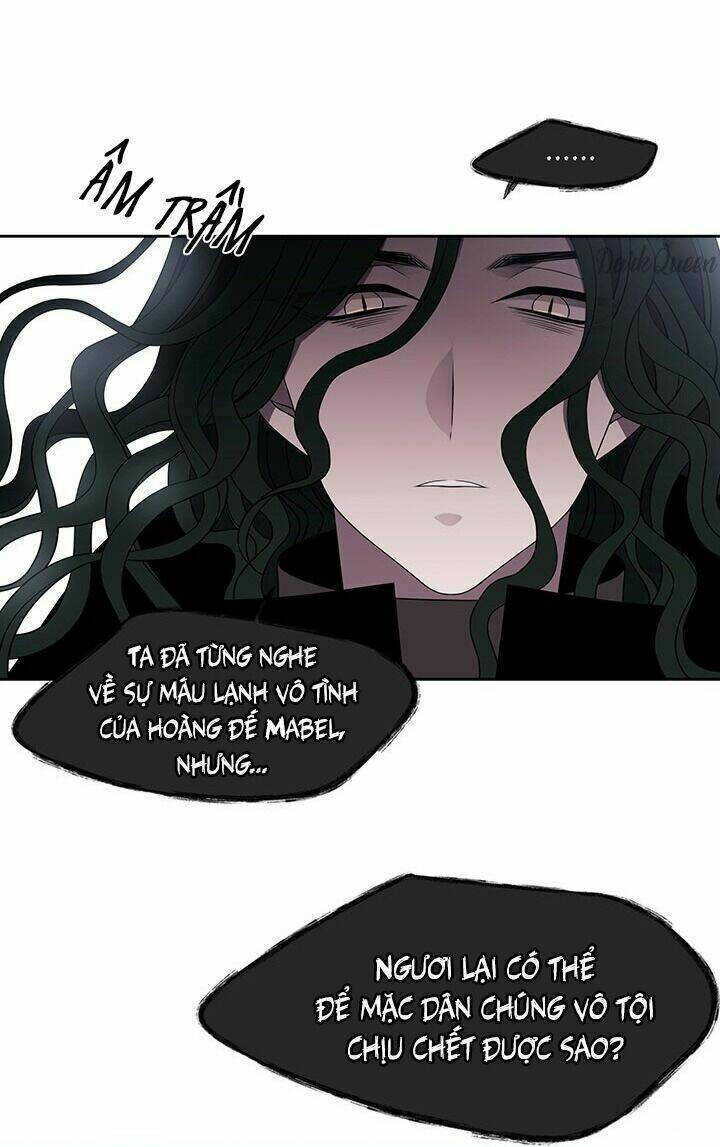 ......
ÂM TRẦM
DarkQueen
TA ĐÃ TỪNG NGHE
VỀ SỰ MÁU LẠNH VÔ TÌNH
CỦA HOÀNG ĐẾ MABEL,
NHƯNG...
NGƯƠI LẠI CÓ THỂ
ĐỂ MẶC DÂN CHÚNG VÔ TỘI
CHỊU CHẾT ĐƯỢC SAO?